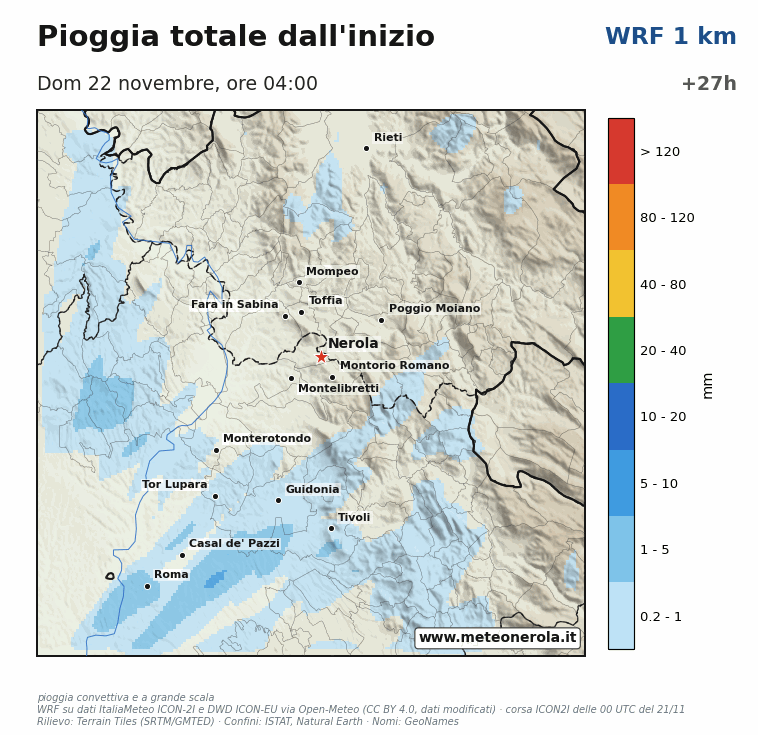 Pioggia totale dall'inizio
WRF 1 km
Dom 22 novembre, ore 04:00
+27h
Rieti
Mompeo
Fara in Sabina
Toffia
Poggio Moiano
Nerola
Montorio Romano
Montelibretti
Monterotondo
Tor Lupara
Guidonia
Tivoli
Casal de' Pazzi
Roma
www.meteonerola.it
> 120
80 - 120
40 - 80
20 - 40
10 - 20
5 - 10
1 - 5
0.2 - 1
mm
pioggia convettiva e a grande scala
WRF su dati ItaliaMeteo ICON-2I e DWD ICON-EU via Open-Meteo (CC BY 4.0, dati modificati) · corsa ICON2I delle 00 UTC del 21/11
Rilievo: Terrain Tiles (SRTM/GMTED) · Confini: ISTAT, Natural Earth · Nomi: GeoNames